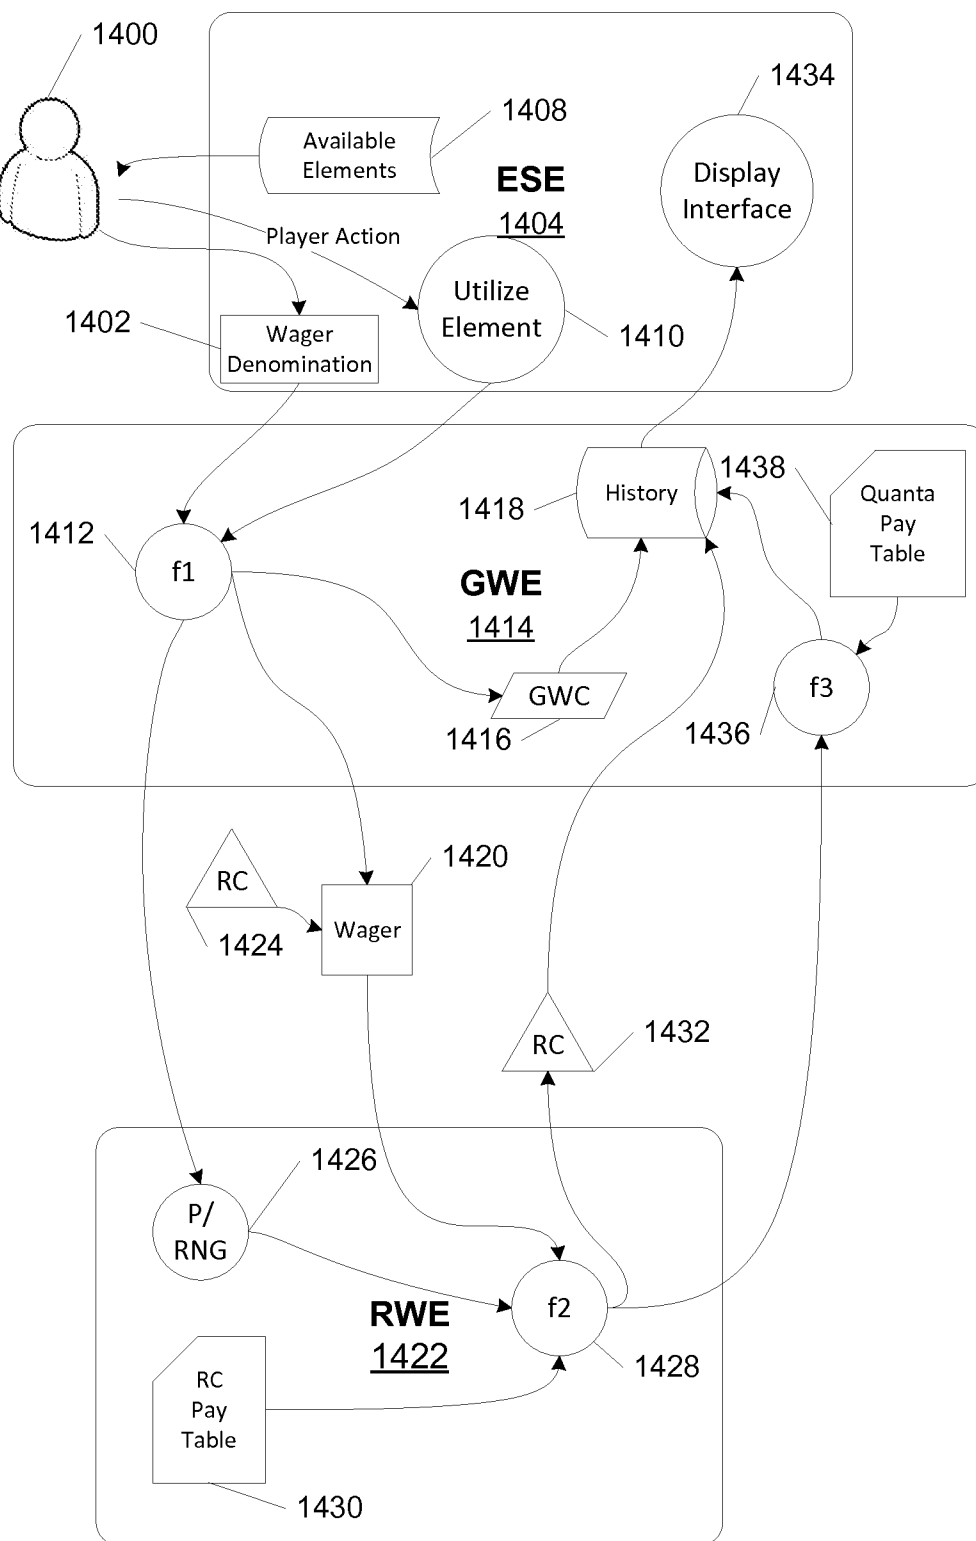 1400
1434
1408
Available
Elements
ESE
1404
Display
Interface
Player Action
Utilize
Element
1402
Wager
Denomination
1410
1438
1418
History
Quanta
Pay
Table
1412
f1
GWE
1414
GWC
f3
1416
1436
1420
RC
1424
Wager
1432
RC
1426
P/
RNG
RWE
1422
f2
1428
RC
Pay
Table
1430